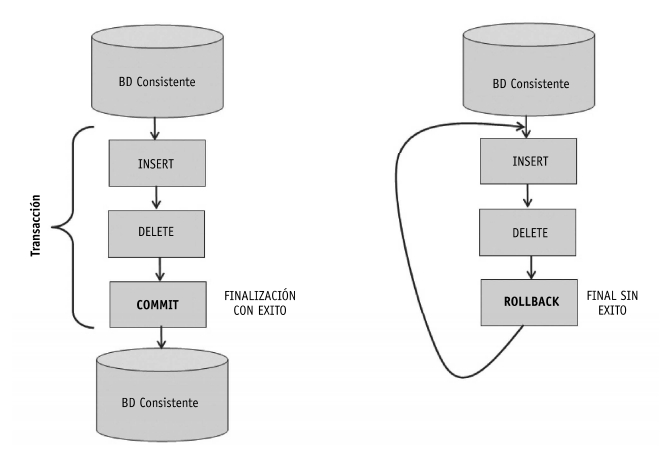 BD Consistente
Transacción
INSERT
DELETE
COMMIT
FINALIZACIÓN
CON EXITO
BD Consistente
BD Consistente
INSERT
DELETE
ROLLBACK
FINAL SIN
EXITO